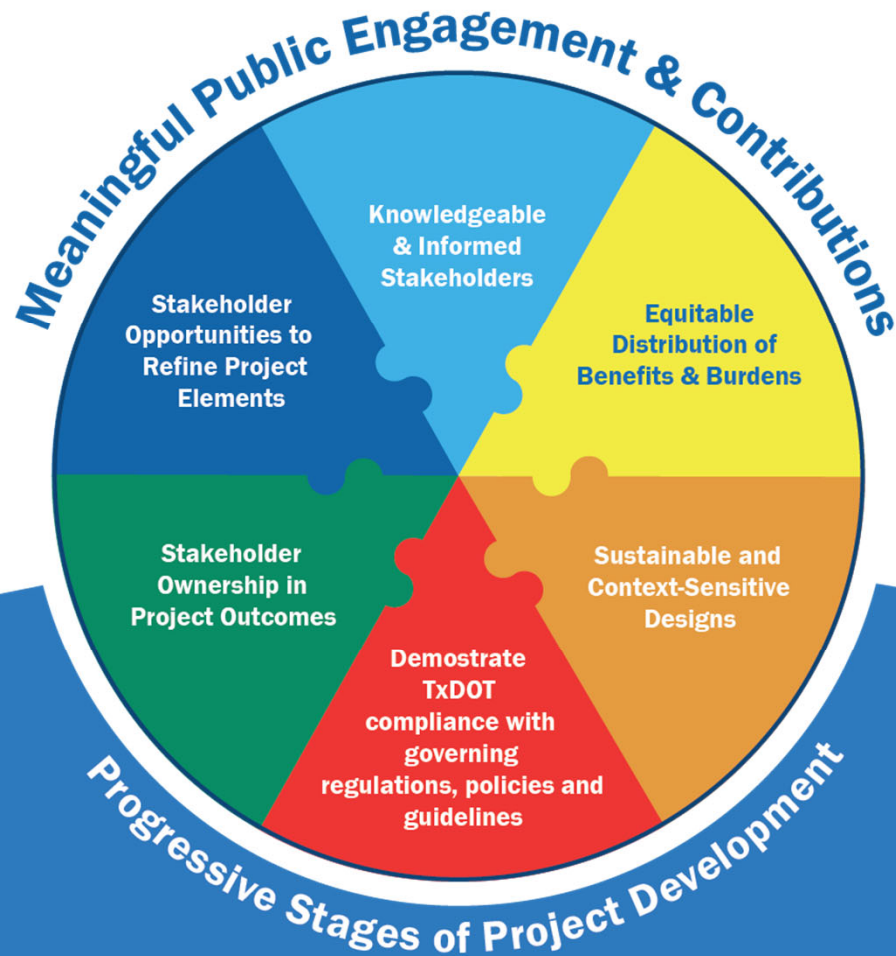 Meaningful Public Engagement & Contributions
Knowledgeable
& Informed
Stakeholders
Equitable
Distribution of
Benefits & Burdens
Sustainable and
Context-Sensitive
Designs
Demostrate
TxDOT
compliance with
governing
regulations, policies and
guidelines
Stakeholder
Ownership in
Project Outcomes
Stakeholder
Opportunities to
Refine Project
Elements
Progressive Stages of Project Development